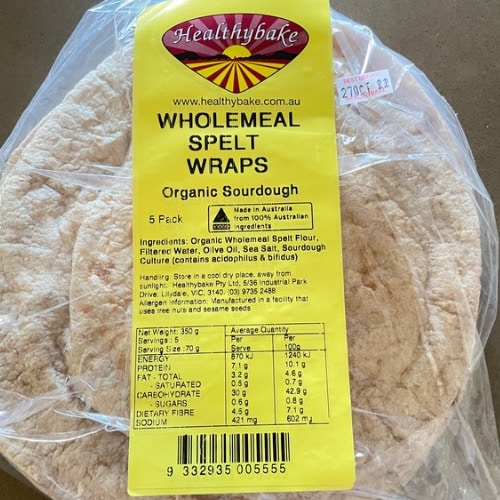 Healthybake
www.healthybake.com.au
BEST BEFORE
27 OCT 22
WHOLEMEAL
SPELT
WRAPS
Organic Sourdough
5 Pack
Made in Australia
from 100% Australian
ingredients
Ingredients: Organic Wholemeal Spelt Flour,
Filtered Water, Olive Oil, Sea Salt, Sourdough
Culture (contains acidophilus & bifidus)
Handling: Store in a cool dry place, away from
sunlight. Healthybake Pty Ltd, 5/36 Industrial Park
Drive, Lilydale, VIC, 3140. (03) 9735 2488
Allergen Information: Manufactured in a facility that
uses tree nuts and sesame seeds
Net Weight: 350 g Average Quantity
Servings : 5 Per Per
Serving Size :70 g Serve 100g
ENERGY 870 kJ 1240 kJ
PROTEIN 7.1 g 10.1 g
FAT - TOTAL 3.2 g 4.6 g
- SATURATED 0.5 g 0.7 g
CARBOHYDRATE 30 g 42.9 g
- SUGARS 0.6 g 0.8 g
DIETARY FIBRE 4.5 g 7.1 g
SODIUM 421 mg 602 mg
9 332935 005555